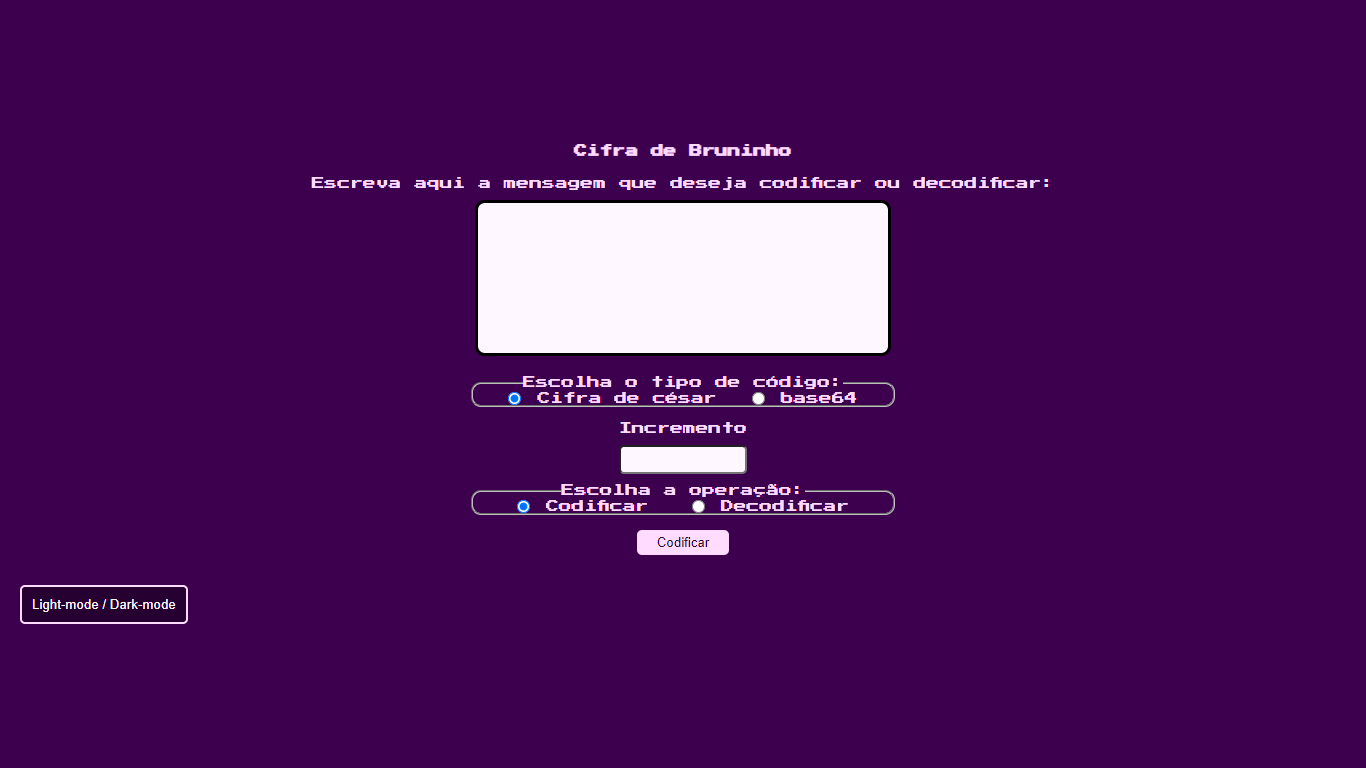 Cifra de Bruninho
Escreva aqui a mensagem que deseja codificar ou decodificar:
Escolha o tipo de código:
Cifra de césar base64
Incremento
Escolha a operação:
Codificar Decodificar
Codificar
Light-mode / Dark-mode